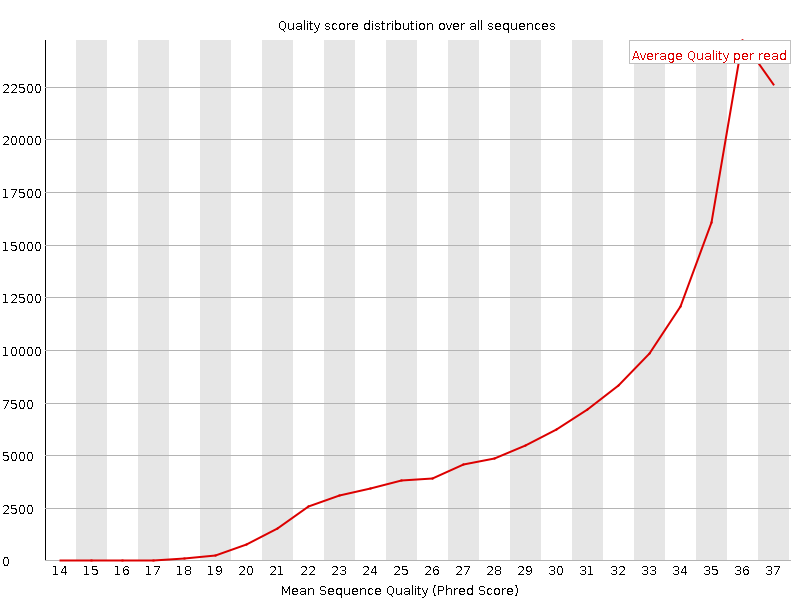 Quality score distribution over all sequences
Average Quality per read
22500
20000
17500
15000
12500
10000
7500
5000
2500
0
14 15 16 17 18 19 20 21 22 23 24 25 26 27 28 29 30 31 32 33 34 35 36 37
Mean Sequence Quality (Phred Score)